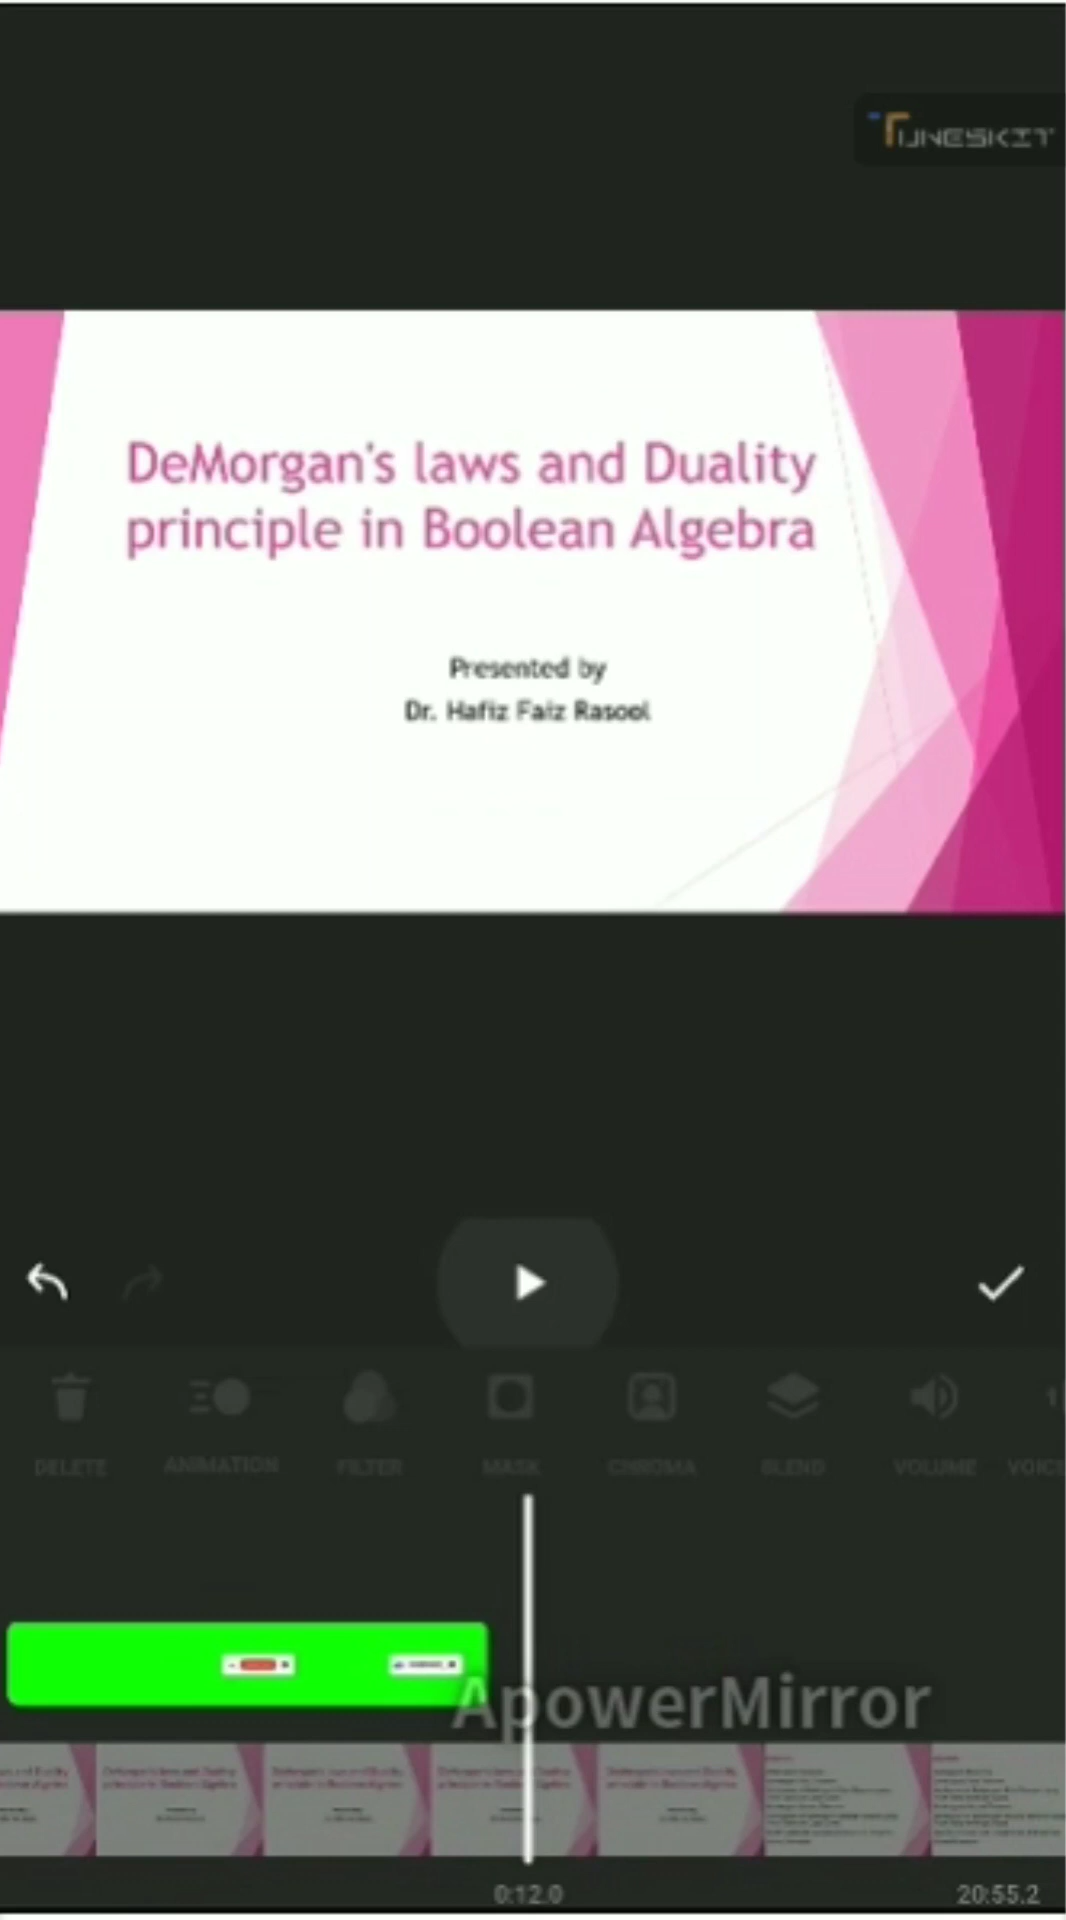 TUNESKIT
DeMorgan's laws and Duality
principle in Boolean Algebra
Presented by
Dr. Hafiz Faiz Rasool
DELETE ANIMATION FILTER MASK CHROMA BLEND VOLUME VOICE
ApowerMirror
0:12.0 20:55.2